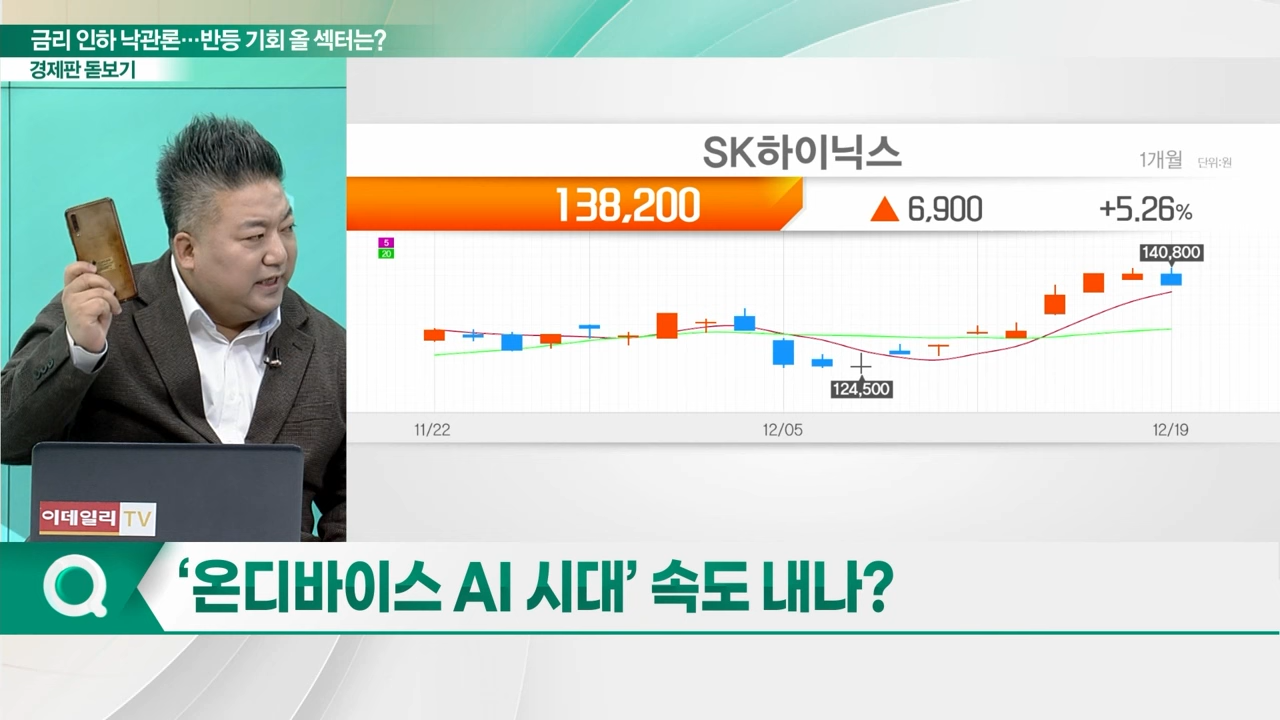 금리 인하 낙관론…반등 기회 올 섹터는?
경제판 돋보기
SK하이닉스
1개월 단위:원
138,200 ▲ 6,900 +5.26%
5
20
140,800
124,500
11/22 12/05 12/19
이데일리 TV
‘온디바이스 AI 시대’ 속도 내나?